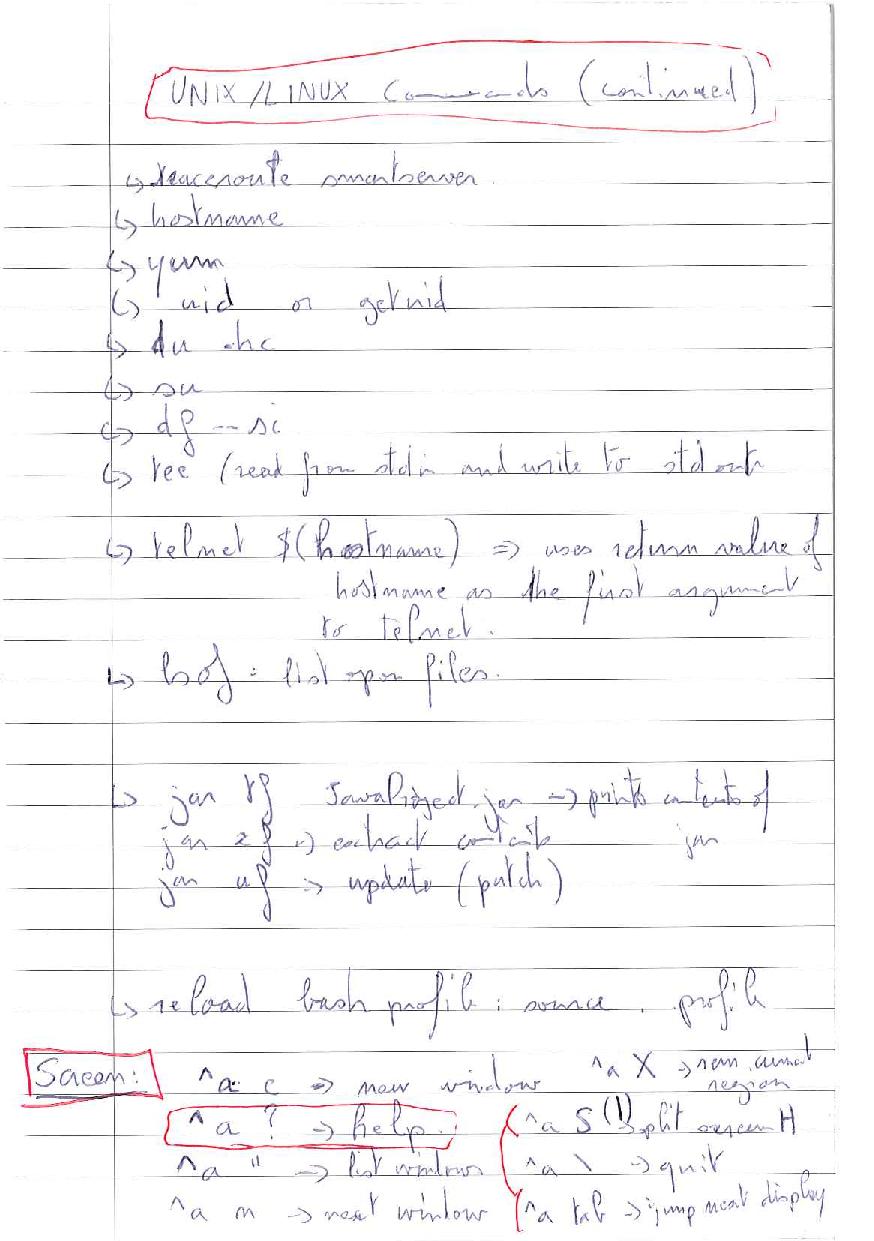 UNIX/LINUX Commands (continued)
↳ traceroute smartserver.
↳ hostname
↳ yum
↳ uid or getuid
↳ du -hc
↳ su
↳ df --si
↳ tee (read from stdin and write to stdout
↳ telnet $(hostname) => uses return value of
hostname as the first argument
to telnet.
↳ lsof : list open files.
↳ jar tf JavaProject.jar -> prints contents of
jar xf -> extract contents jar
jar uf -> update (patch)
↳ reload bash profile : source .profile
Screen: ^a c => new window ^a X -> rem. current
region
^a ? -> help. ^a S (|) split screen H
^a " -> list windows ^a \ -> quit
^a n -> next window ^a tab -> jump next display